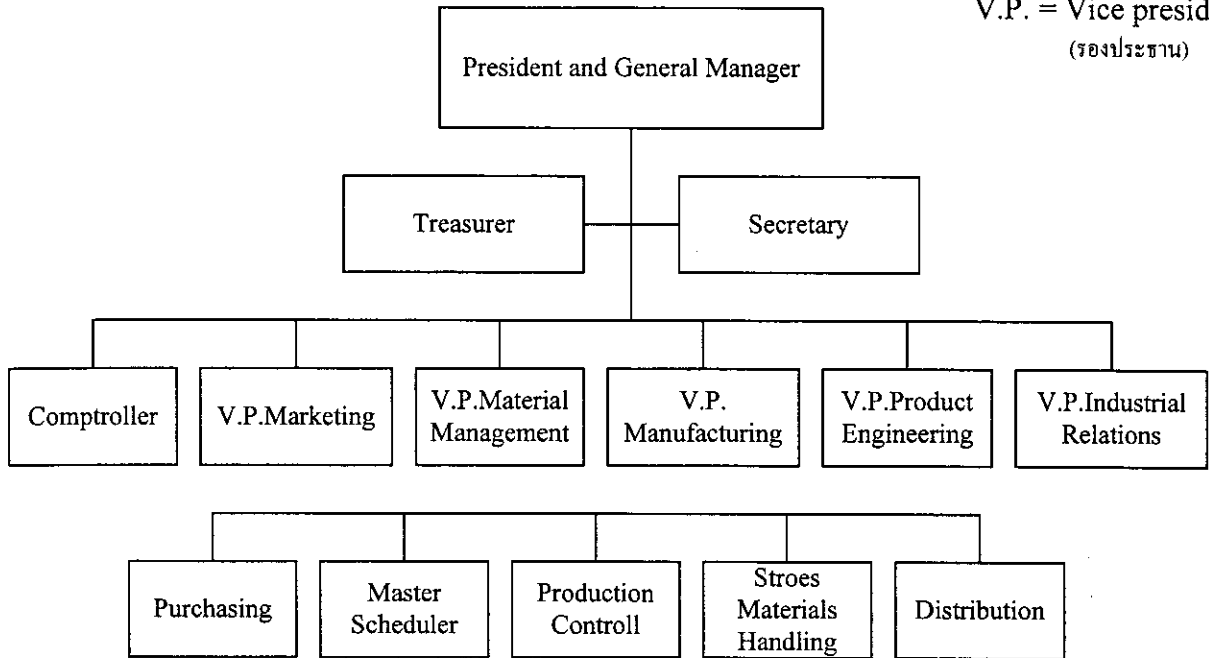 V.P. = Vice presid
(รองประธาน)
President and General Manager
Treasurer
Secretary
Comptroller
V.P.Marketing
V.P.Material
Management
V.P.
Manufacturing
V.P.Product
Engineering
V.P.Industrial
Relations
Purchasing
Master
Scheduler
Production
Controll
Stroes
Materials
Handling
Distribution